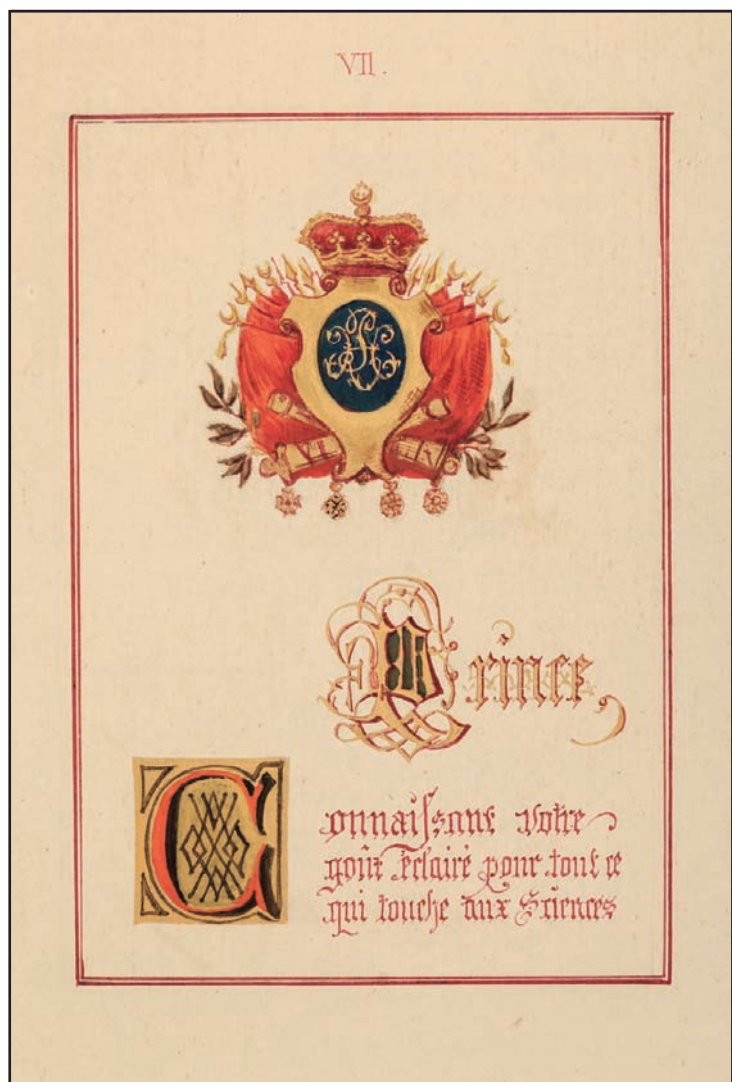 VII.
Prince,
Connaissant votre
goût éclairé pour tout ce
qui touche aux Sciences